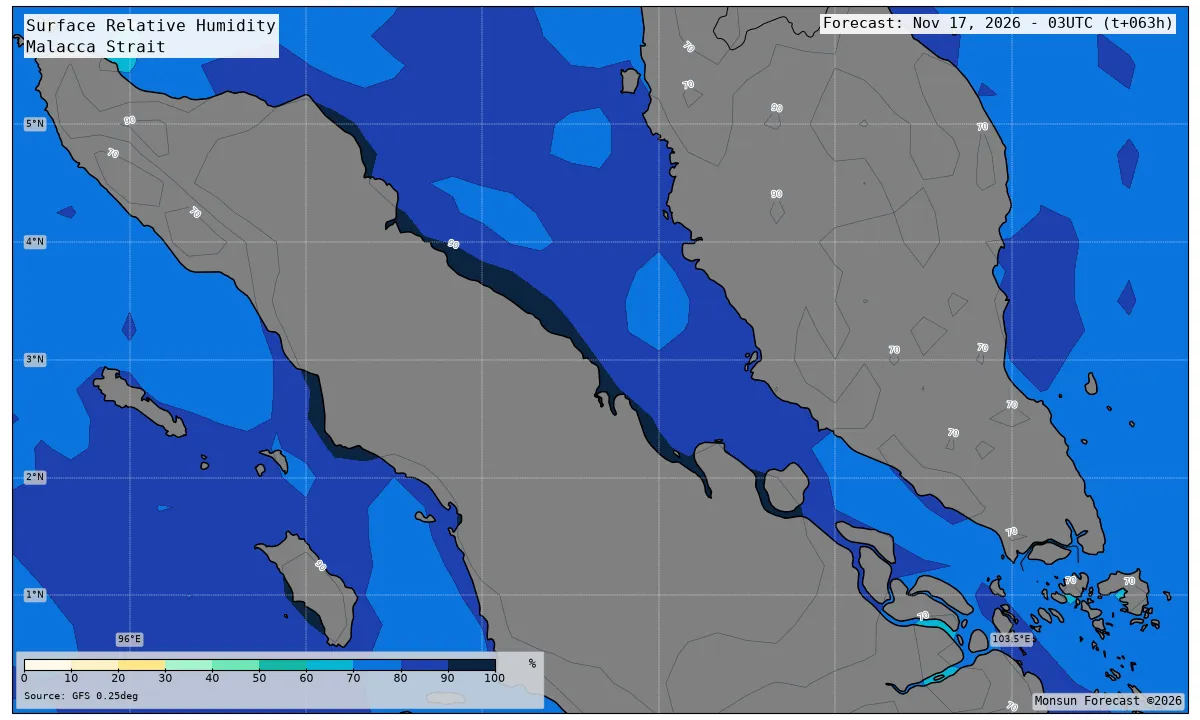 Surface Relative Humidity
Malacca Strait
Forecast: Nov 17, 2026 - 03UTC (t+063h)
70
70
90
90
70
5°N
70
90
70
4°N
90
3°N
70
70
70
70
2°N
70
90
70
70
1°N
70
96°E
103.5°E
%
0 10 20 30 40 50 60 70 80 90 100
Source: GFS 0.25deg
70
Monsun Forecast ©2026